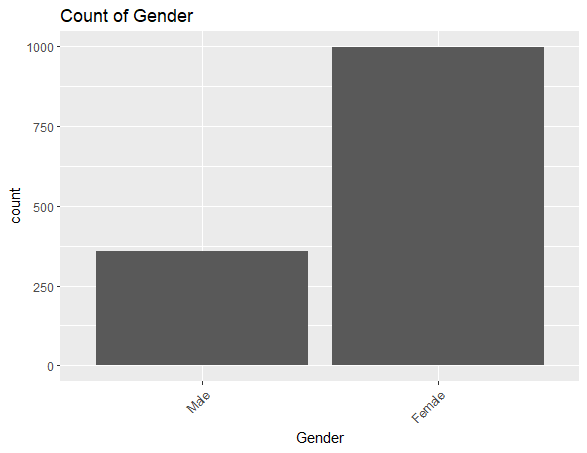 Count of Gender
1000
750
500
250
0
count
Male
Female
Gender